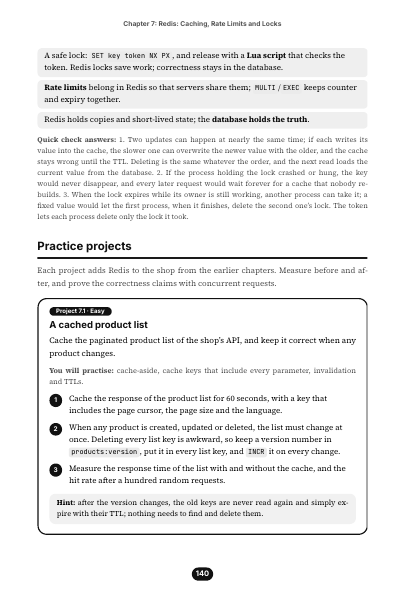 Chapter 7: Redis: Caching, Rate Limits and Locks
A safe lock: SET key token NX PX, and release with a Lua script that checks the
token. Redis locks save work; correctness stays in the database.
Rate limits belong in Redis so that servers share them; MULTI / EXEC keeps counter
and expiry together.
Redis holds copies and short-lived state; the database holds the truth.
Quick check answers: 1. Two updates can happen at nearly the same time; if each writes its
value into the cache, the slower one can overwrite the newer value with the older, and the cache
stays wrong until the TTL. Deleting is the same whatever the order, and the next read loads the
current value from the database. 2. If the process holding the lock crashed or hung, the key
would never disappear, and every later request would wait forever for a cache that nobody re-
builds. 3. When the lock expires while its owner is still working, another process can take it; a
fixed value would let the first process, when it finishes, delete the second one's lock. The token
lets each process delete only the lock it took.
Practice projects
Each project adds Redis to the shop from the earlier chapters. Measure before and af-
ter, and prove the correctness claims with concurrent requests.
Project 7.1 · Easy
A cached product list
Cache the paginated product list of the shop's API, and keep it correct when any
product changes.
You will practise: cache-aside, cache keys that include every parameter, invalidation
and TTLs.
1 Cache the response of the product list for 60 seconds, with a key that
includes the page cursor, the page size and the language.
2 When any product is created, updated or deleted, the list must change at
once. Deleting every list key is awkward, so keep a version number in
products:version, put it in every list key, and INCR it on every change.
3 Measure the response time of the list with and without the cache, and the
hit rate after a hundred random requests.
Hint: after the version changes, the old keys are never read again and simply ex-
pire with their TTL; nothing needs to find and delete them.
140